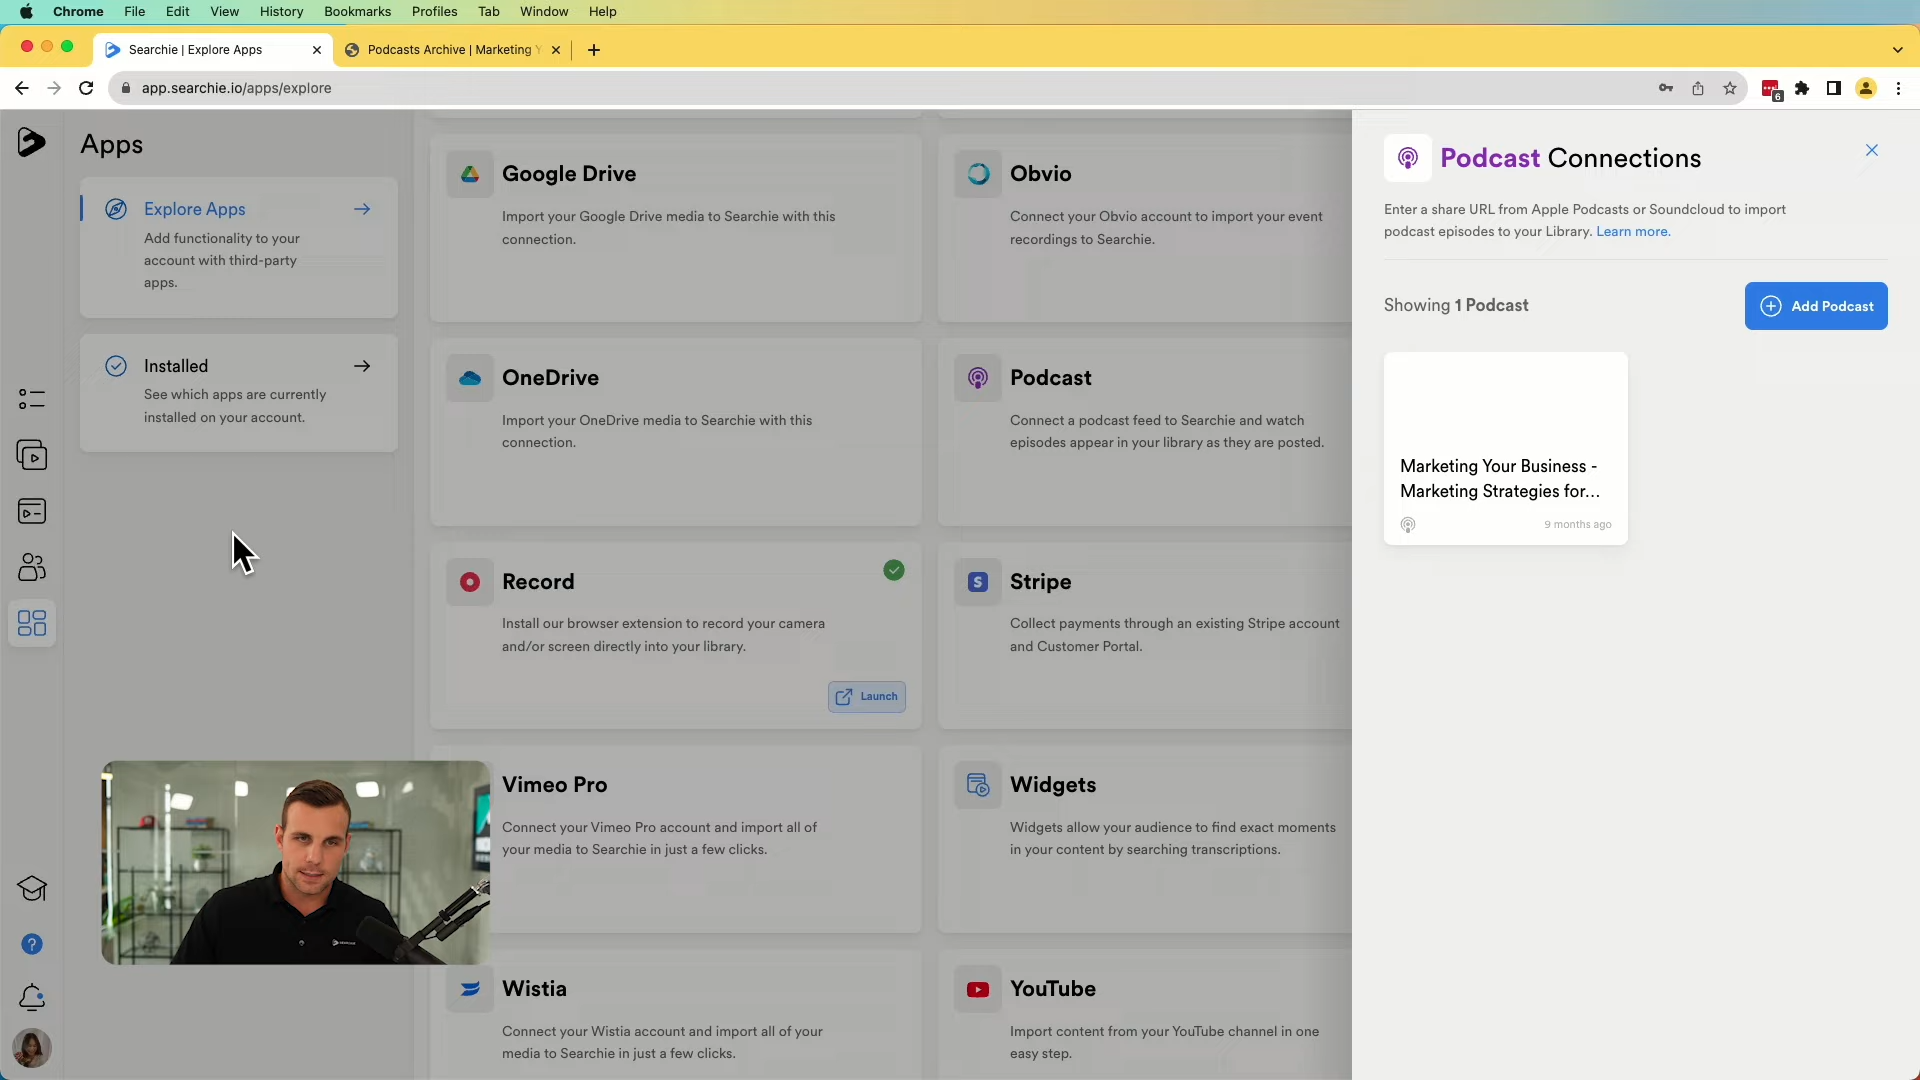 Chrome File Edit View History Bookmarks Profiles Tab Window Help
Searchie | Explore Apps
Podcasts Archive | Marketing Y
app.searchie.io/apps/explore
6
Apps
Explore Apps
Add functionality to your
account with third-party
apps.
Installed
See which apps are currently
installed on your account.
Google Drive
Import your Google Drive media to Searchie with this
connection.
Obvio
Connect your Obvio account to import your event
recordings to Searchie.
OneDrive
Import your OneDrive media to Searchie with this
connection.
Podcast
Connect a podcast feed to Searchie and watch
episodes appear in your library as they are posted.
Record
Install our browser extension to record your camera
and/or screen directly into your library.
Launch
Stripe
Collect payments through an existing Stripe account
and Customer Portal.
Vimeo Pro
Connect your Vimeo Pro account and import all of
your media to Searchie in just a few clicks.
Widgets
Widgets allow your audience to find exact moments
in your content by searching transcriptions.
Wistia
Connect your Wistia account and import all of your
media to Searchie in just a few clicks.
YouTube
Import content from your YouTube channel in one
easy step.
Podcast Connections
Enter a share URL from Apple Podcasts or Soundcloud to import
podcast episodes to your Library. Learn more.
Showing 1 Podcast
Add Podcast
Marketing Your Business -
Marketing Strategies for...
9 months ago